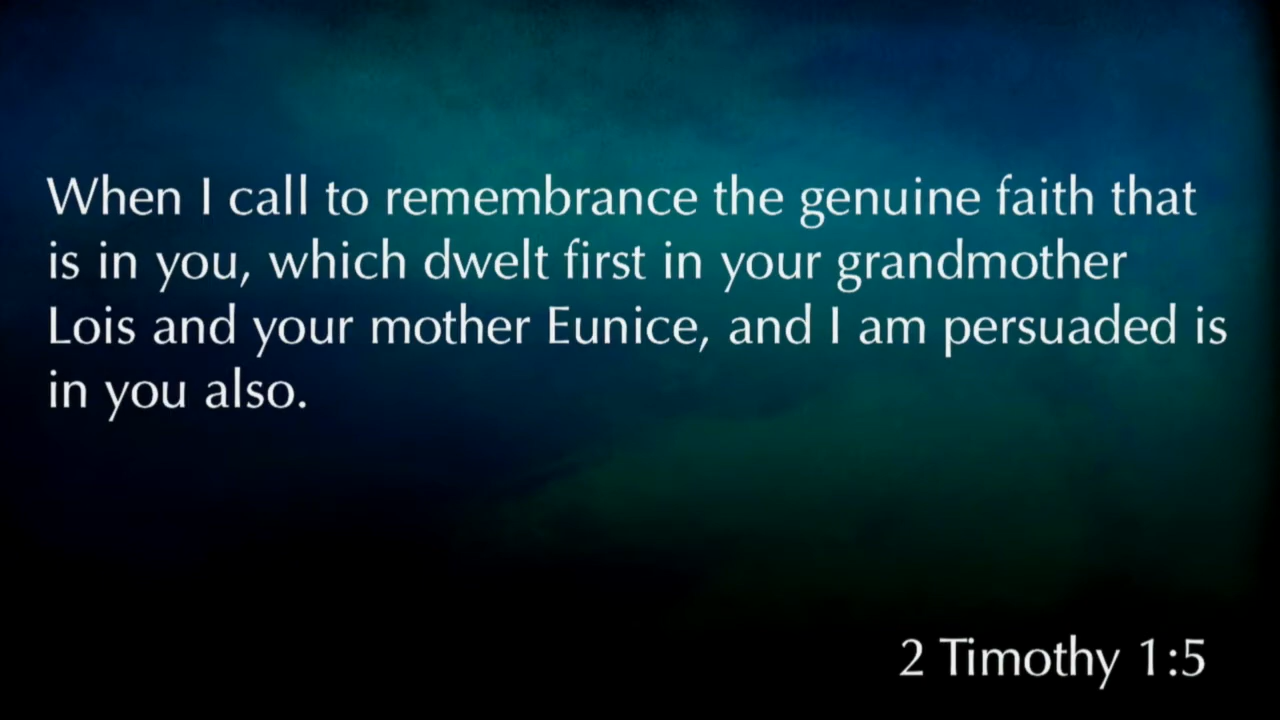 When I call to remembrance the genuine faith that
is in you, which dwelt first in your grandmother
Lois and your mother Eunice, and I am persuaded is
in you also.
2 Timothy 1:5